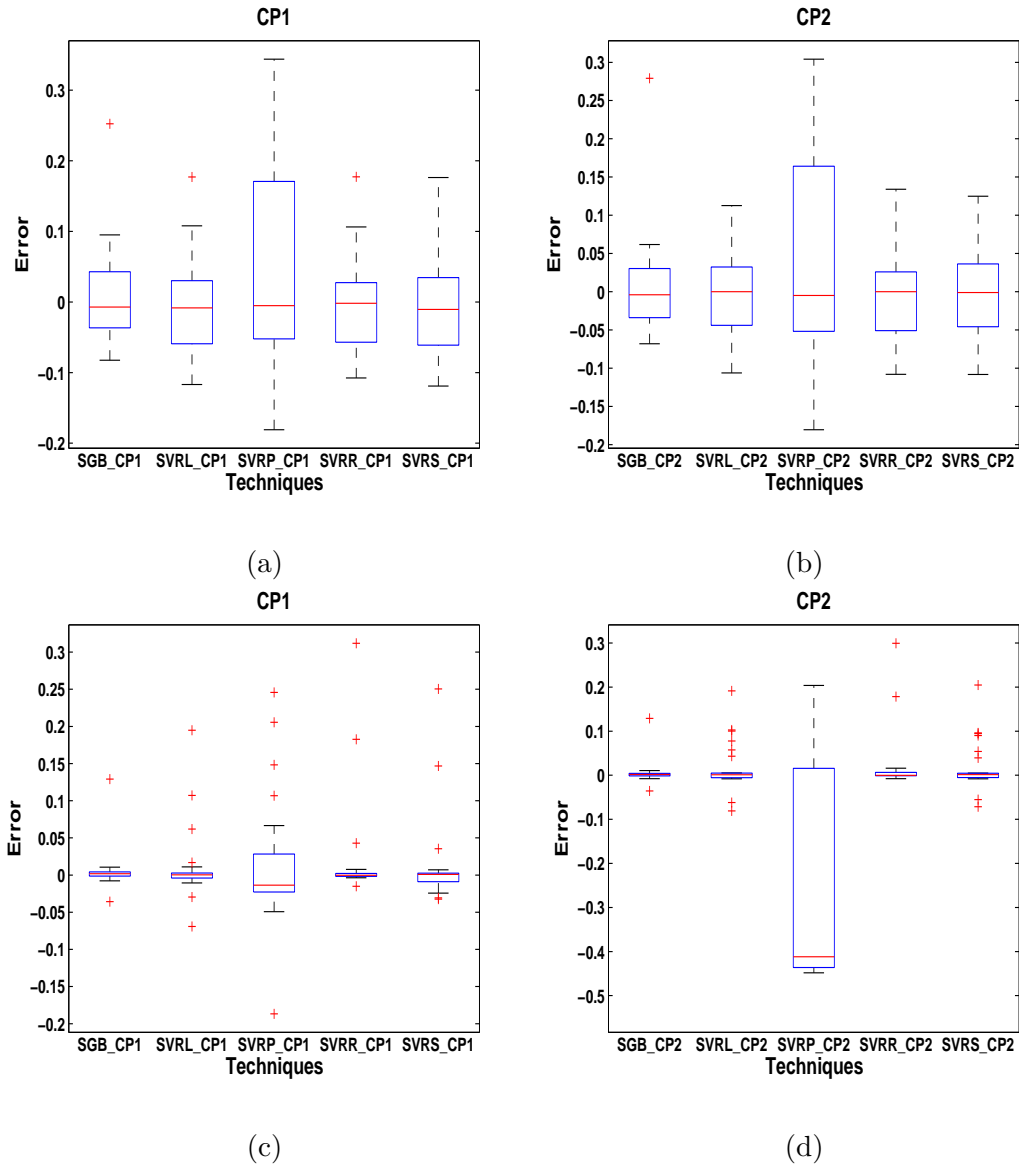 CP1
0.3
0.2
0.1
0
−0.1
−0.2
Error
SGB_CP1 SVRL_CP1 SVRP_CP1 SVRR_CP1 SVRS_CP1
Techniques
(a)
CP2
0.3
0.25
0.2
0.15
0.1
0.05
0
−0.05
−0.1
−0.15
−0.2
Error
SGB_CP2 SVRL_CP2 SVRP_CP2 SVRR_CP2 SVRS_CP2
Techniques
(b)
CP1
0.3
0.25
0.2
0.15
0.1
0.05
0
−0.05
−0.1
−0.15
−0.2
Error
SGB_CP1 SVRL_CP1 SVRP_CP1 SVRR_CP1 SVRS_CP1
Techniques
(c)
CP2
0.3
0.2
0.1
0
−0.1
−0.2
−0.3
−0.4
−0.5
Error
SGB_CP2 SVRL_CP2 SVRP_CP2 SVRR_CP2 SVRS_CP2
Techniques
(d)